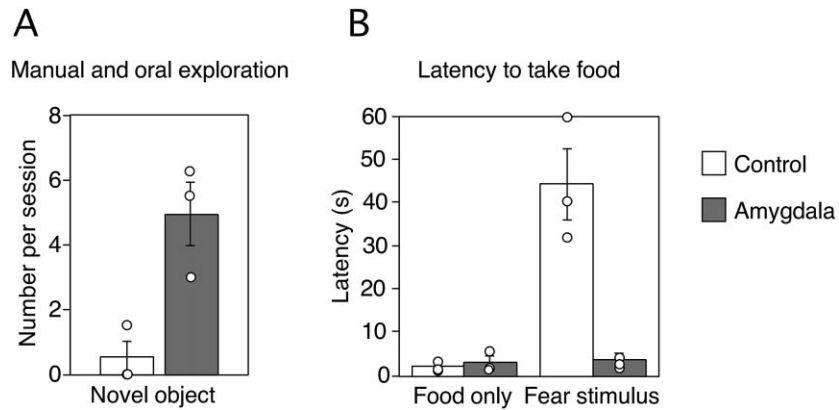 A
Manual and oral exploration
Number per session
8
6
4
2
0
Novel object
B
Latency to take food
Latency (s)
60
50
40
30
20
10
0
Food only Fear stimulus
Control
Amygdala